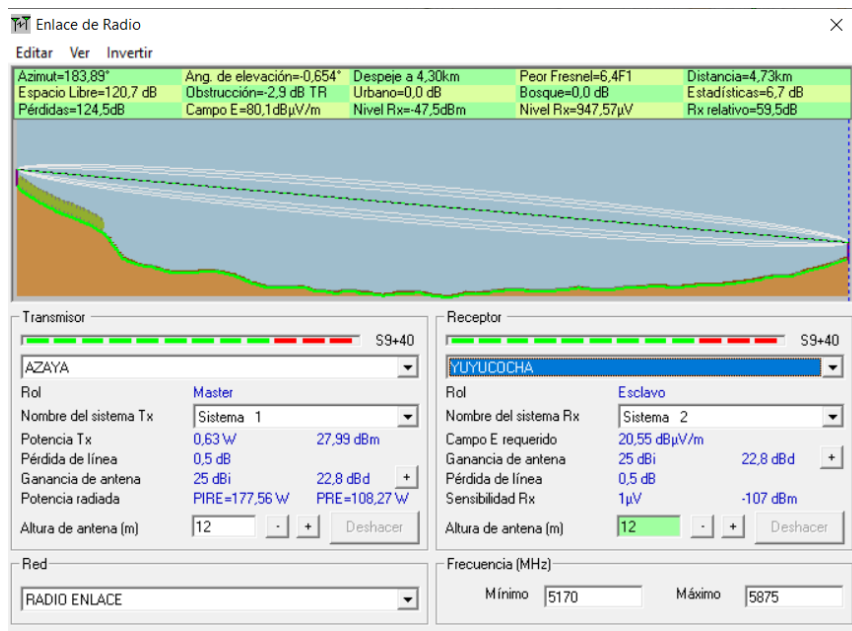 Enlace de Radio
Editar Ver Invertir
Azimut=183,89° Ang. de elevación=-0,654° Despeje a 4,30km Peor Fresnel=6,4F1 Distancia=4,73km
Espacio Libre=120,7 dB Obstrucción=-2,9 dB TR Urbano=0,0 dB Bosque=0,0 dB Estadísticas=6,7 dB
Pérdidas=124,5dB Campo E=80,1dBµV/m Nivel Rx=-47,5dBm Nivel Rx=947,57µV Rx relativo=59,5dB
Transmisor
S9+40
AZAYA
Rol Master
Nombre del sistema Tx Sistema 1
Potencia Tx 0,63 W 27,99 dBm
Pérdida de línea 0,5 dB
Ganancia de antena 25 dBi 22,8 dBd +
Potencia radiada PIRE=177,56 W PRE=108,27 W
Altura de antena (m) 12 - + Deshacer
Red
RADIO ENLACE
Receptor
S9+40
YUYUCOCHA
Rol Esclavo
Nombre del sistema Rx Sistema 2
Campo E requerido 20,55 dBµV/m
Ganancia de antena 25 dBi 22,8 dBd +
Pérdida de línea 0,5 dB
Sensibilidad Rx 1µV -107 dBm
Altura de antena (m) 12 - + Deshacer
Frecuencia (MHz)
Mínimo 5170 Máximo 5875